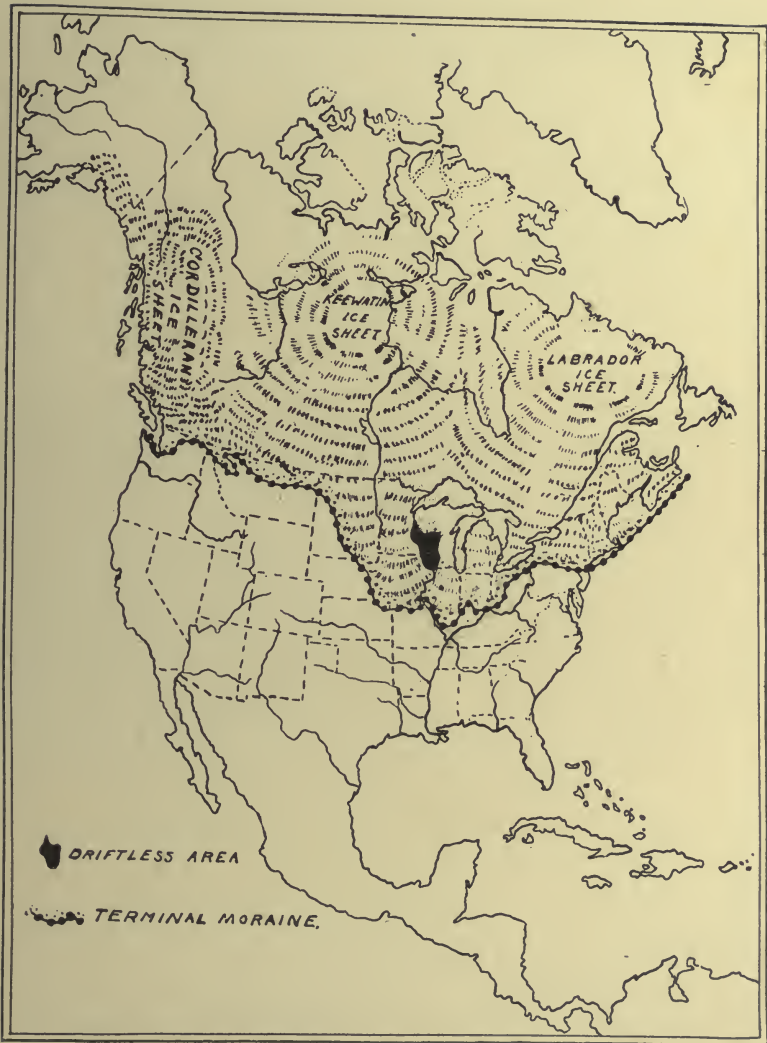 CORDILLERAN
ICE
SHEET
KEEWATIN
ICE
SHEET
LABRADOR
ICE
SHEET.
DRIFTLESS AREA
TERMINAL MORAINE.